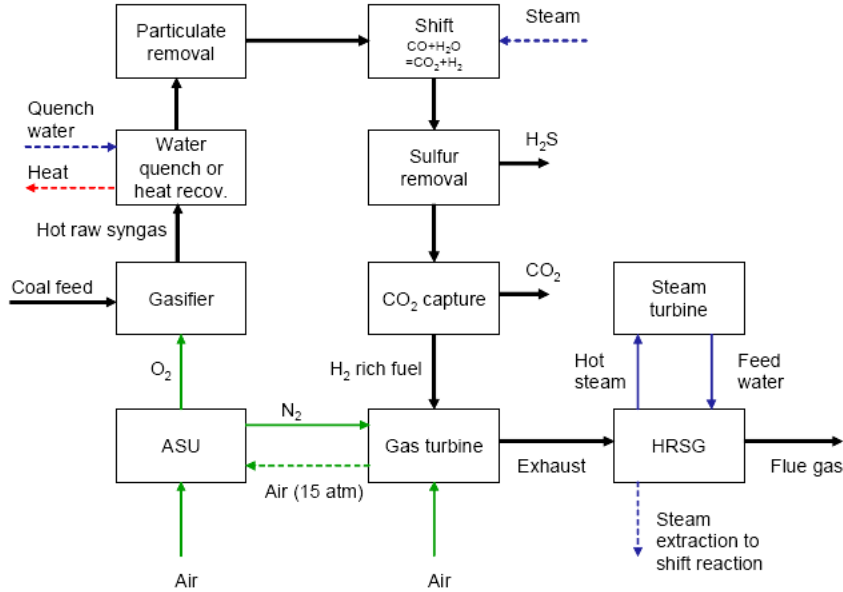 Particulate
removal
Shift
CO+H₂O
=CO₂+H₂
Steam
Quench
water
Heat
Water
quench or
heat recov.
Sulfur
removal
H₂S
Hot raw syngas
Coal feed
Gasifier
CO₂ capture
CO₂
Steam
turbine
O₂
H₂ rich fuel
Hot
steam
Feed
water
ASU
N₂
Air (15 atm)
Gas turbine
Exhaust
HRSG
Flue gas
Air
Air
Steam
extraction to
shift reaction